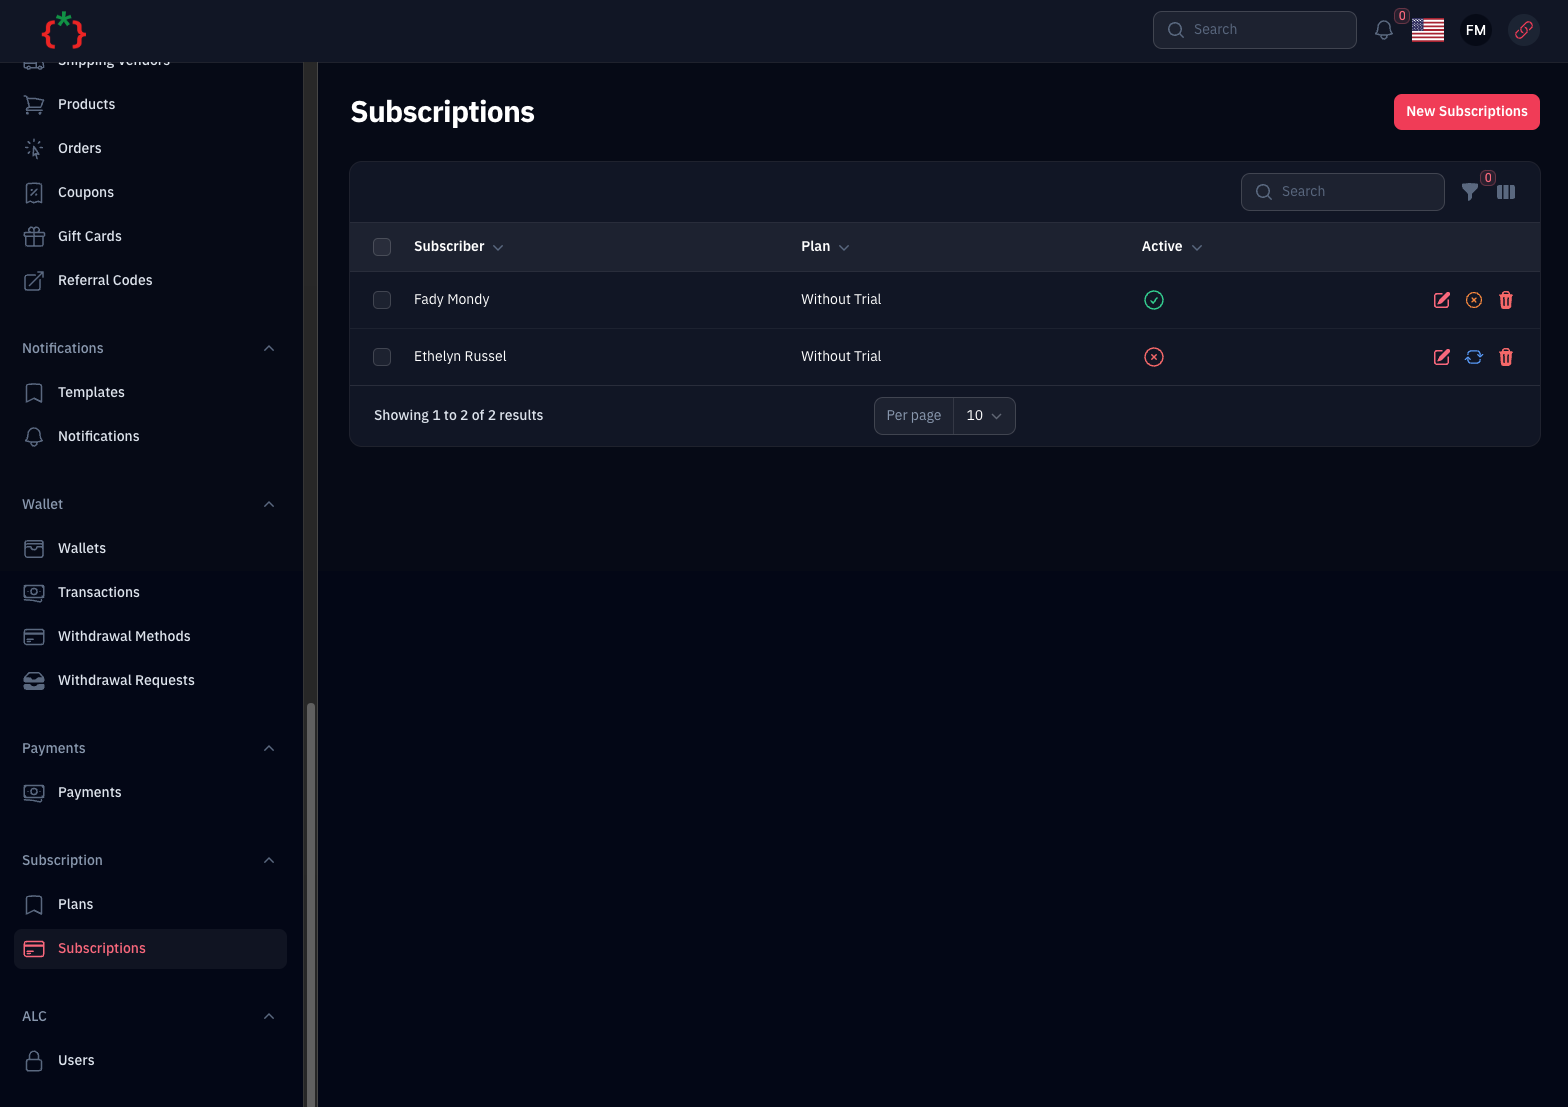 Search
0
FM
Shipping Vendors
Products
Orders
Coupons
Gift Cards
Referral Codes
Notifications
Templates
Notifications
Wallet
Wallets
Transactions
Withdrawal Methods
Withdrawal Requests
Payments
Payments
Subscription
Plans
Subscriptions
ALC
Users
Subscriptions
New Subscriptions
Search
0
Subscriber Plan Active
Fady Mondy Without Trial
Ethelyn Russel Without Trial
Showing 1 to 2 of 2 results
Per page 10